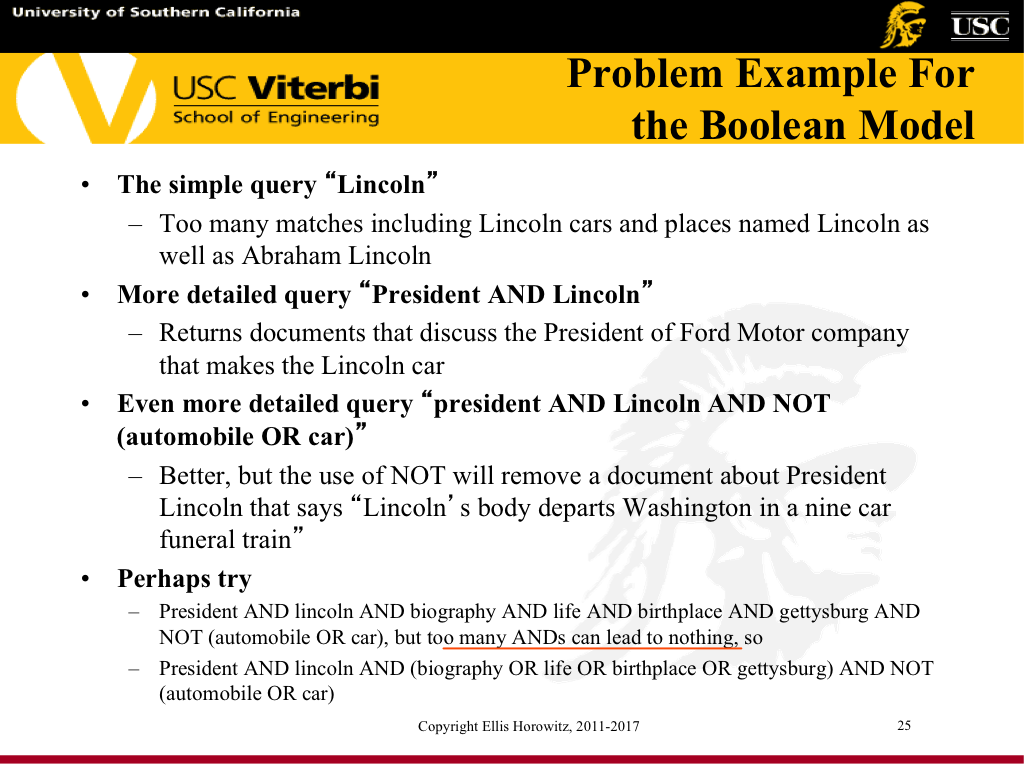 University of Southern California
USC
USC Viterbi
School of Engineering
Problem Example For
the Boolean Model
• The simple query “Lincoln”
– Too many matches including Lincoln cars and places named Lincoln as
well as Abraham Lincoln
• More detailed query “President AND Lincoln”
– Returns documents that discuss the President of Ford Motor company
that makes the Lincoln car
• Even more detailed query “president AND Lincoln AND NOT
(automobile OR car)”
– Better, but the use of NOT will remove a document about President
Lincoln that says “Lincoln’s body departs Washington in a nine car
funeral train”
• Perhaps try
– President AND lincoln AND biography AND life AND birthplace AND gettysburg AND
NOT (automobile OR car), but too many ANDs can lead to nothing, so
– President AND lincoln AND (biography OR life OR birthplace OR gettysburg) AND NOT
(automobile OR car)
Copyright Ellis Horowitz, 2011-2017
25